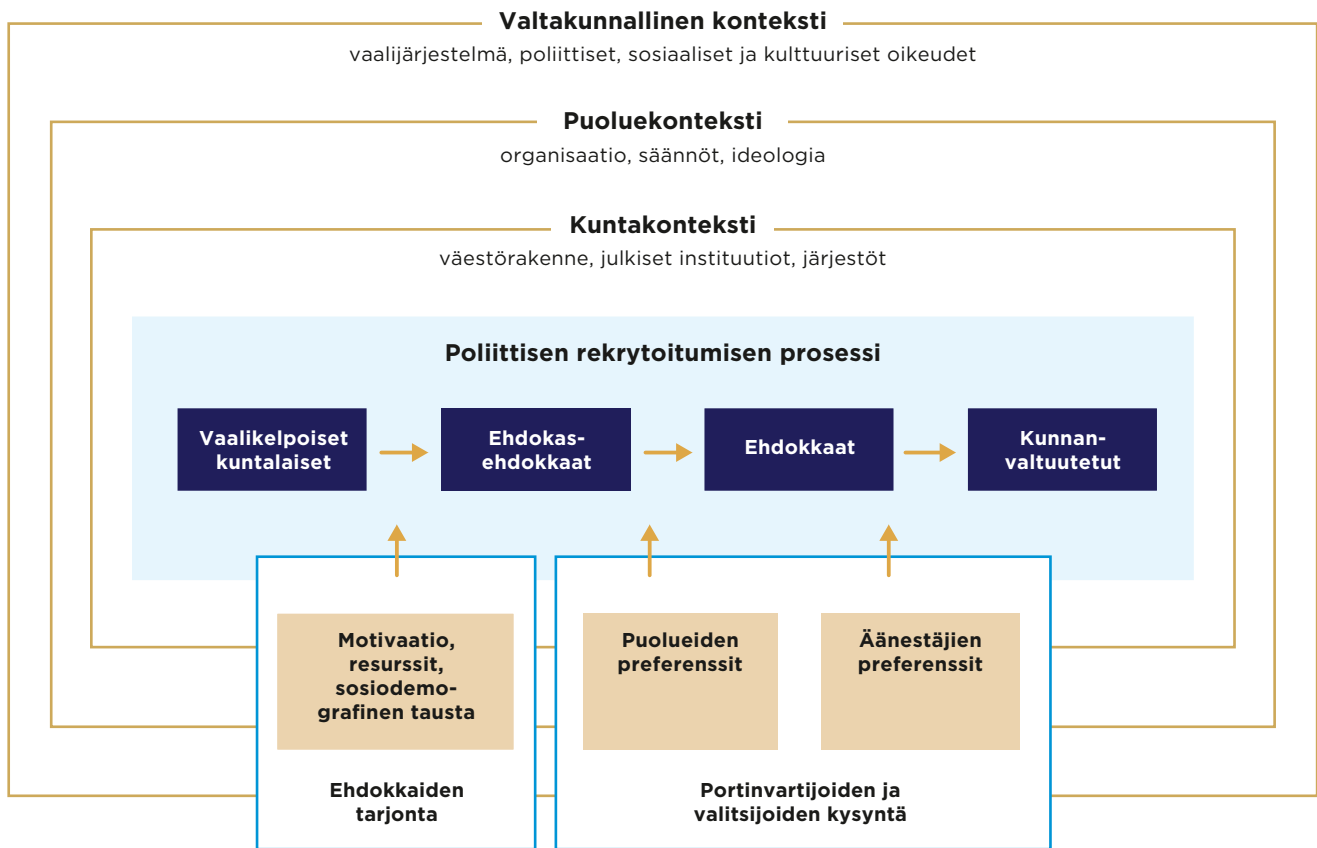 Valtakunnallinen konteksti
vaalijärjestelmä, poliittiset, sosiaaliset ja kulttuuriset oikeudet
Puoluekonteksti
organisaatio, säännöt, ideologia
Kuntakonteksti
väestörakenne, julkiset instituutiot, järjestöt
Poliittisen rekrytoitumisen prosessi
Vaalikelpoiset
kuntalaiset
Ehdokas-
ehdokkaat
Ehdokkaat
Kunnan-
valtuutetut
Motivaatio,
resurssit,
sosiodemo-
grafinen tausta
Puolueiden
preferenssit
Äänestäjien
preferenssit
Ehdokkaiden
tarjonta
Portinvartijoiden ja
valitsijoiden kysyntä